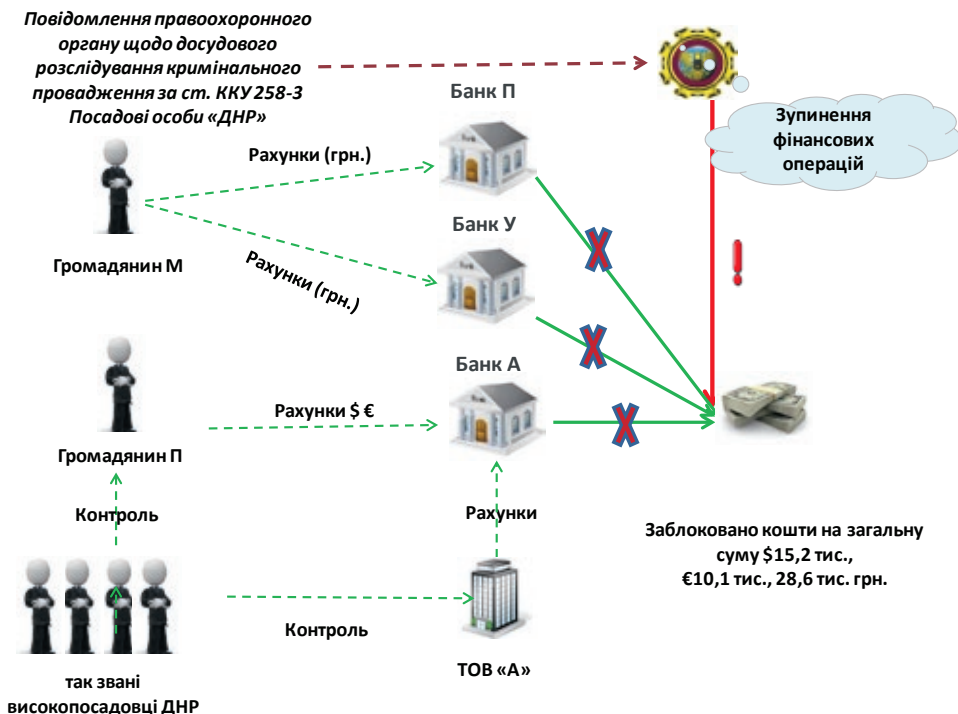 Повідомлення правоохоронного
органу щодо досудового
розслідування кримінального
провадження за ст. ККУ 258-3
Посадові особи «ДНР»
Банк П
Зупинення
фінансових
операцій
Рахунки (грн.)
Банк У
Громадянин М
Рахунки (грн.)
Банк А
Рахунки $ €
Громадянин П
Контроль
Рахунки
Заблоковано кошти на загальну
суму $15,2 тис.,
€10,1 тис., 28,6 тис. грн.
Контроль
ТОВ «А»
так звані
високопосадовці ДНР